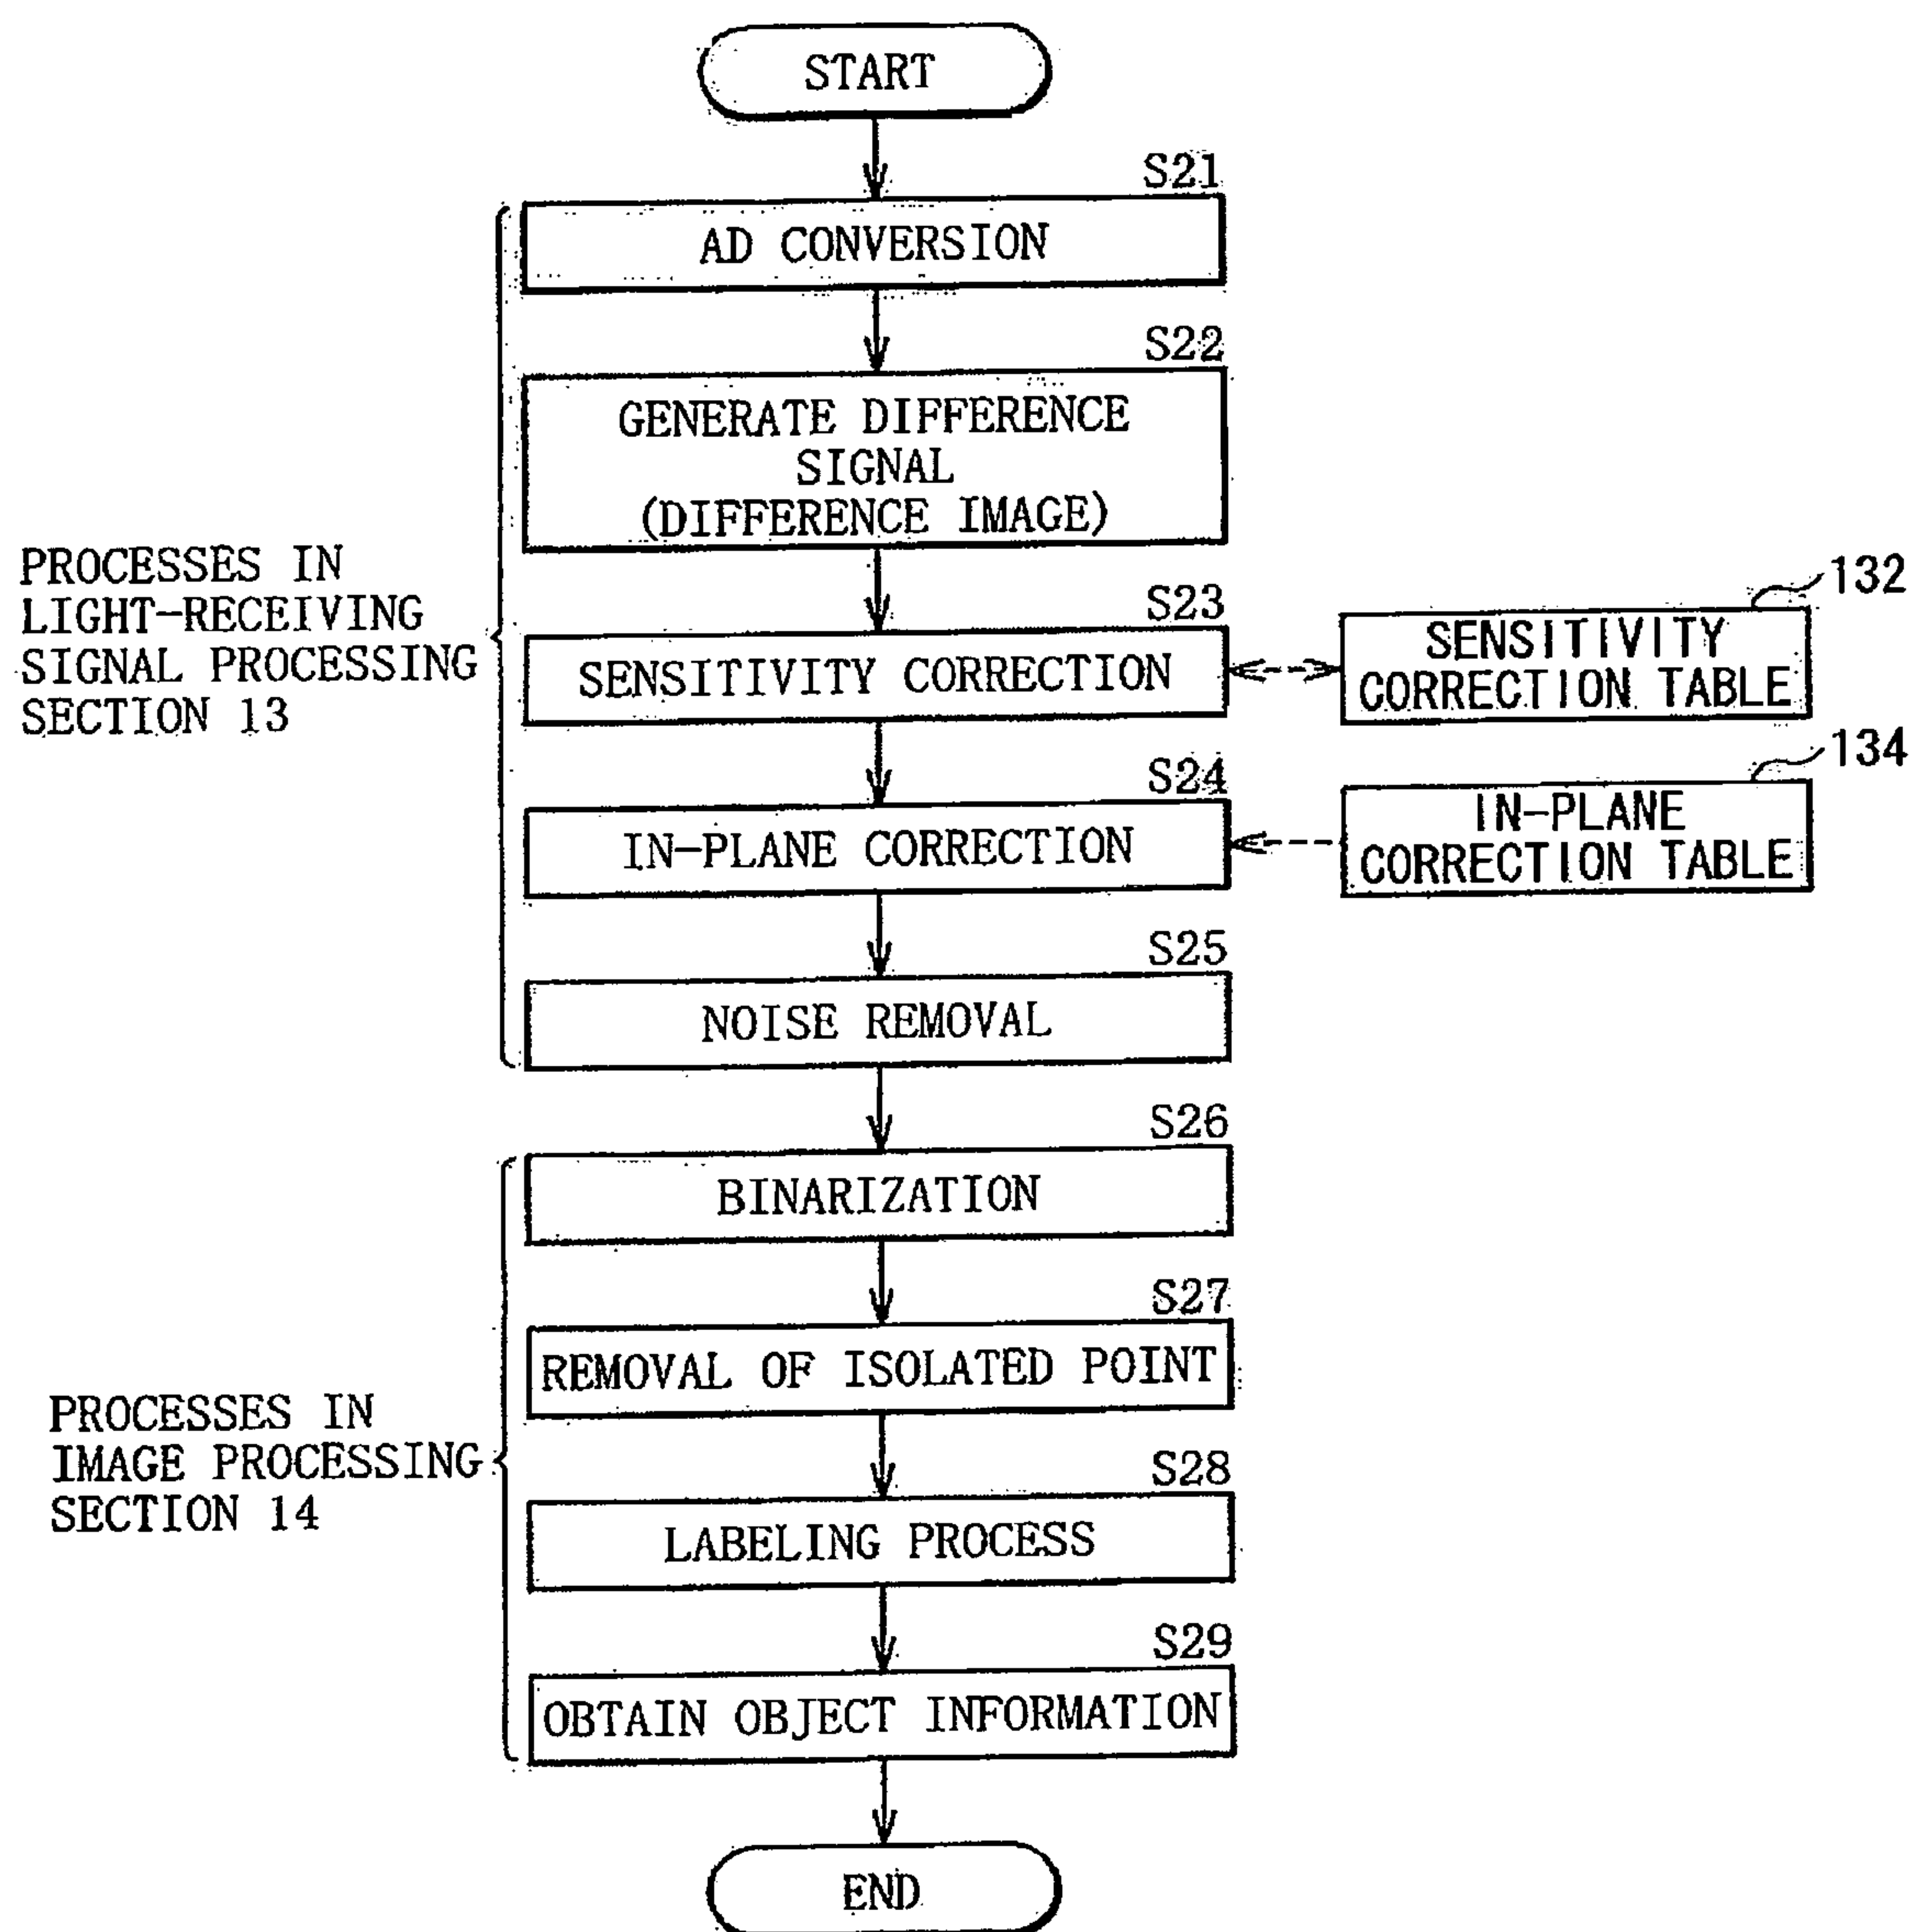 START
S21
AD CONVERSION
S22
GENERATE DIFFERENCE
SIGNAL
(DIFFERENCE IMAGE)
PROCESSES IN
LIGHT-RECEIVING
SIGNAL PROCESSING
SECTION 13
S23
SENSITIVITY CORRECTION
132
SENSITIVITY
CORRECTION TABLE
S24
IN-PLANE CORRECTION
134
IN-PLANE
CORRECTION TABLE
S25
NOISE REMOVAL
S26
BINARIZATION
S27
REMOVAL OF ISOLATED POINT
PROCESSES IN
IMAGE PROCESSING
SECTION 14
S28
LABELING PROCESS
S29
OBTAIN OBJECT INFORMATION
END